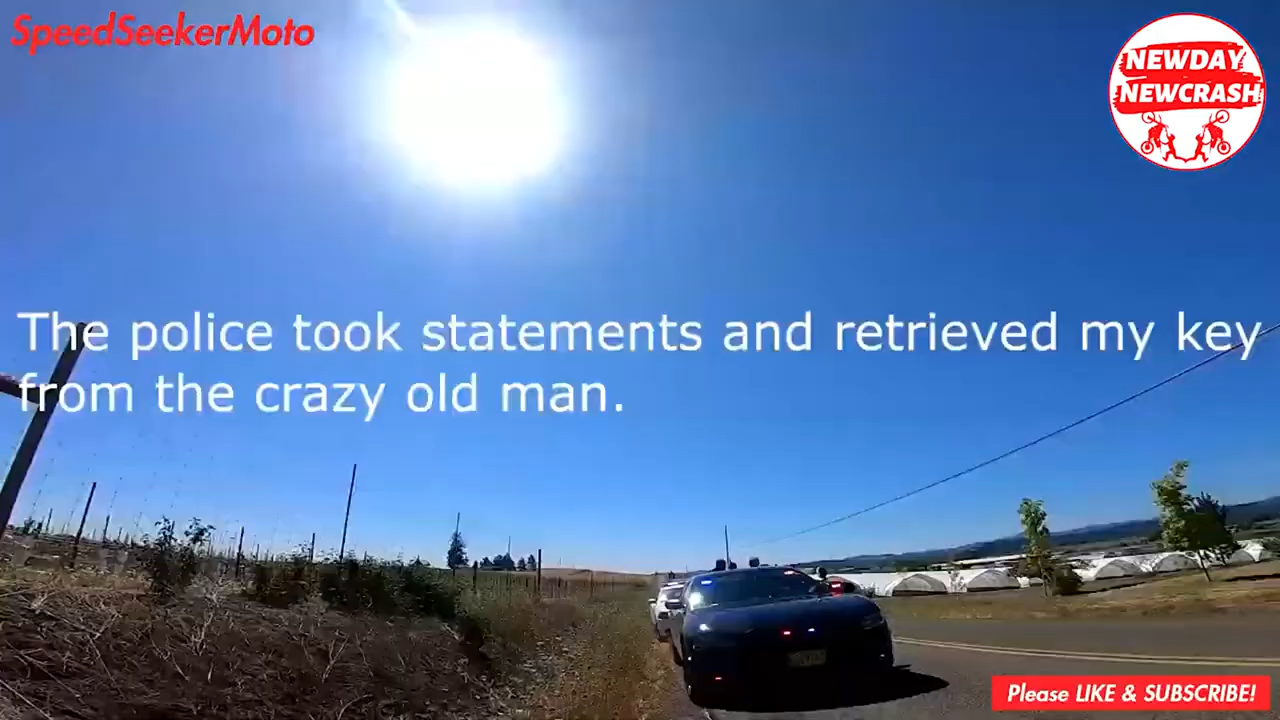 SpeedSeekerMoto
NEWDAY
NEWCRASH
The police took statements and retrieved my key
from the crazy old man.
Please LIKE & SUBSCRIBE!